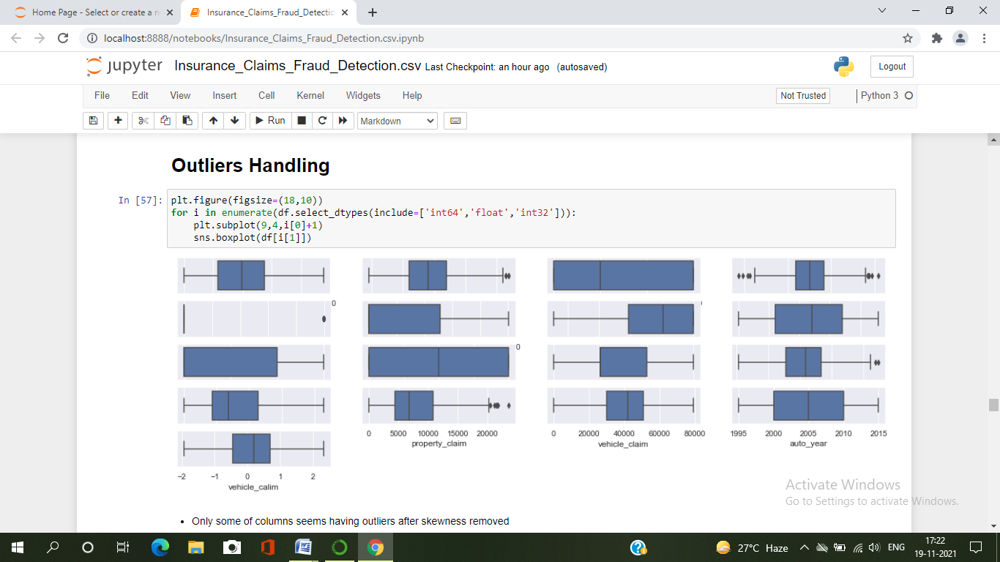 Home Page - Select or create a n
Insurance_Claims_Fraud_Detectio
localhost:8888/notebooks/Insurance_Claims_Fraud_Detection.csv.ipynb
jupyter Insurance_Claims_Fraud_Detection.csv Last Checkpoint: an hour ago (autosaved)
Logout
File Edit View Insert Cell Kernel Widgets Help
Not Trusted
Python 3
Run
Markdown
Outliers Handling
In [57]:
plt.figure(figsize=(18,10))
for i in enumerate(df.select_dtypes(include=['int64','float','int32'])):
plt.subplot(9,4,i[0]+1)
sns.boxplot(df[i[1]])
0
0
0 5000 10000 15000 20000
property_claim
0 20000 40000 60000 80000
vehicle_claim
1995 2000 2005 2010 2015
auto_year
−2 −1 0 1 2
vehicle_calim
Activate Windows
Go to Settings to activate Windows.
• Only some of columns seems having outliers after skewness removed
27°C Haze
ENG
17:22
19-11-2021